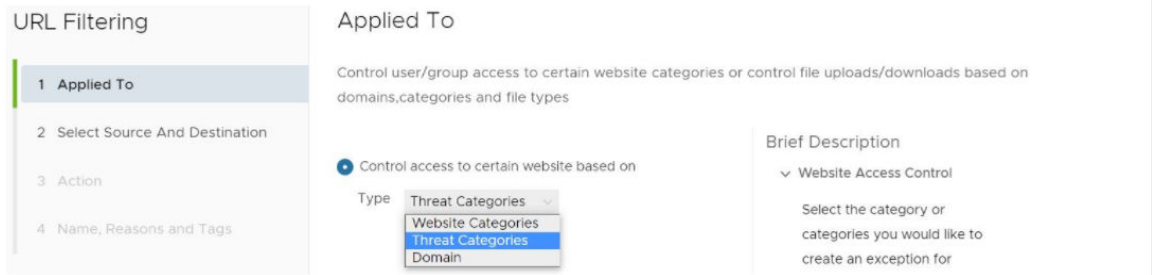 URL Filtering
1 Applied To
2 Select Source And Destination
3 Action
4 Name, Reasons and Tags
Applied To
Control user/group access to certain website categories or control file uploads/downloads based on
domains,categories and file types
Control access to certain website based on
Type Threat Categories
Website Categories
Threat Categories
Domain
Brief Description
Website Access Control
Select the category or
categories you would like to
create an exception for